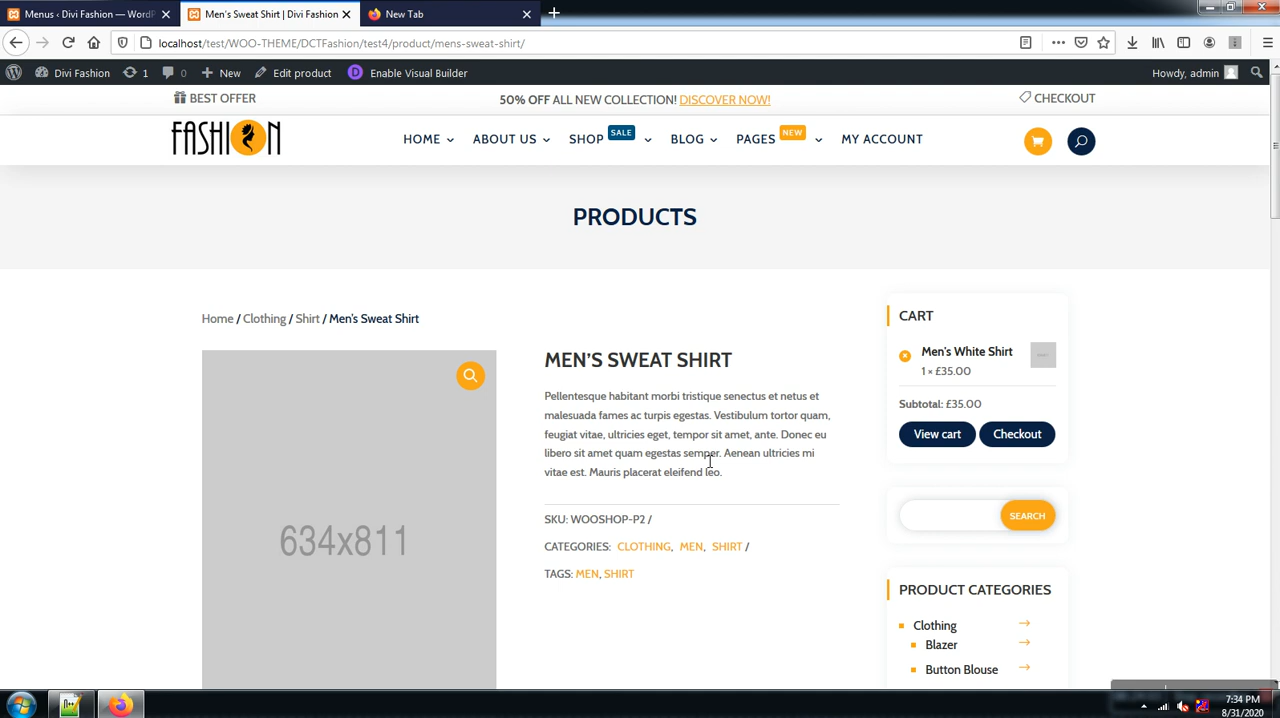 Menus ‹ Divi Fashion — WordP
Men's Sweat Shirt | Divi Fashion
New Tab
localhost/test/WOO-THEME/DCTFashion/test4/product/mens-sweat-shirt/
Divi Fashion
1
0
New
Edit product
D
Enable Visual Builder
Howdy, admin
BEST OFFER
50% OFF ALL NEW COLLECTION! DISCOVER NOW!
CHECKOUT
FASHION
HOME
ABOUT US
SHOP
SALE
BLOG
PAGES
NEW
MY ACCOUNT
PRODUCTS
Home / Clothing / Shirt / Men's Sweat Shirt
634x811
MEN'S SWEAT SHIRT
Pellentesque habitant morbi tristique senectus et netus et
malesuada fames ac turpis egestas. Vestibulum tortor quam,
feugiat vitae, ultricies eget, tempor sit amet, ante. Donec eu
libero sit amet quam egestas semper. Aenean ultricies mi
vitae est. Mauris placerat eleifend leo.
SKU: WOOSHOP-P2 /
CATEGORIES: CLOTHING, MEN, SHIRT /
TAGS: MEN, SHIRT
CART
Men's White Shirt
1 × £35.00
Subtotal: £35.00
View cart
Checkout
SEARCH
PRODUCT CATEGORIES
Clothing
Blazer
Button Blouse
7:34 PM
8/31/2020